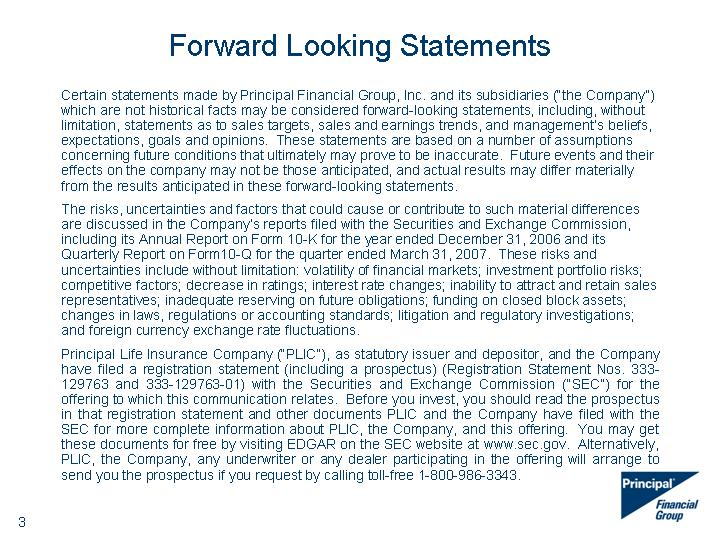 Forward Looking Statements
Certain statements made by Principal Financial Group, Inc. and its subsidiaries (“the Company”)
which are not historical facts may be considered forward-looking statements, including, without
limitation, statements as to sales targets, sales and earnings trends, and management’s beliefs,
expectations, goals and opinions. These statements are based on a number of assumptions
concerning future conditions that ultimately may prove to be inaccurate. Future events and their
effects on the company may not be those anticipated, and actual results may differ materially
from the results anticipated in these forward-looking statements.
The risks, uncertainties and factors that could cause or contribute to such material differences
are discussed in the Company’s reports filed with the Securities and Exchange Commission,
including its Annual Report on Form 10-K for the year ended December 31, 2006 and its
Quarterly Report on Form10-Q for the quarter ended March 31, 2007. These risks and
uncertainties include without limitation: volatility of financial markets; investment portfolio risks;
competitive factors; decrease in ratings; interest rate changes; inability to attract and retain sales
representatives; inadequate reserving on future obligations; funding on closed block assets;
changes in laws, regulations or accounting standards; litigation and regulatory investigations;
and foreign currency exchange rate fluctuations.
Principal Life Insurance Company (“PLIC”), as statutory issuer and depositor, and the Company
have filed a registration statement (including a prospectus) (Registration Statement Nos. 333-
129763 and 333-129763-01) with the Securities and Exchange Commission (“SEC”) for the
offering to which this communication relates. Before you invest, you should read the prospectus
in that registration statement and other documents PLIC and the Company have filed with the
SEC for more complete information about PLIC, the Company, and this offering. You may get
these documents for free by visiting EDGAR on the SEC website at www.sec.gov. Alternatively,
PLIC, the Company, any underwriter or any dealer participating in the offering will arrange to
send you the prospectus if you request by calling toll-free 1-800-986-3343.
Principal
Financial
Group
3